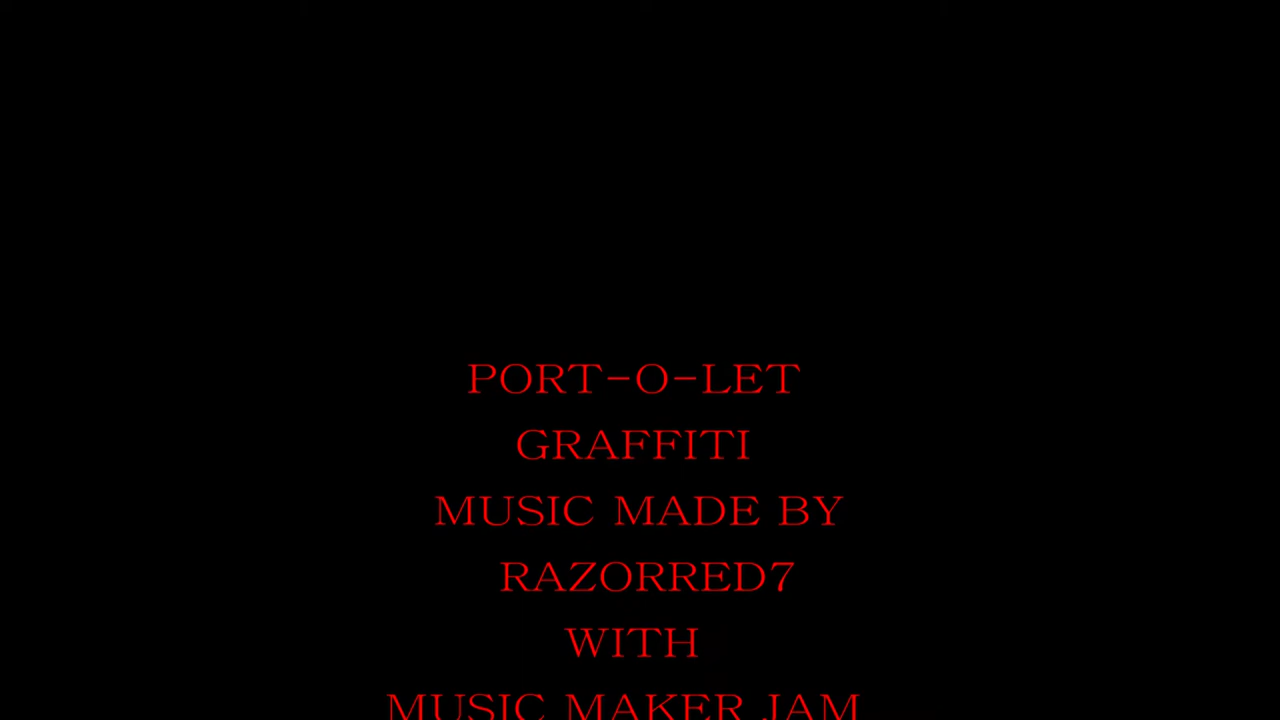 PORT-O-LET
GRAFFITI
MUSIC MADE BY
RAZORRED7
WITH
MUSIC MAKER JAM